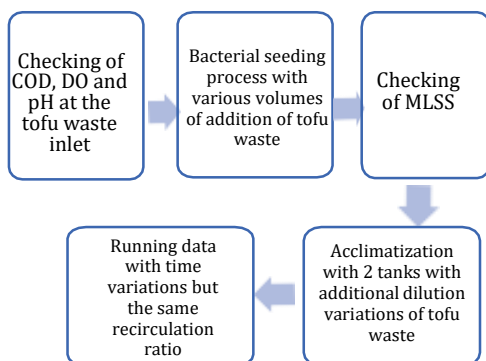 Checking of
COD, DO and
pH at the
tofu waste
inlet
Bacterial seeding
process with
various volumes
of addition of tofu
waste
Checking
of MLSS
Acclimatization
with 2 tanks with
additional dilution
variations of tofu
waste
Running data
with time
variations but
the same
recirculation
ratio